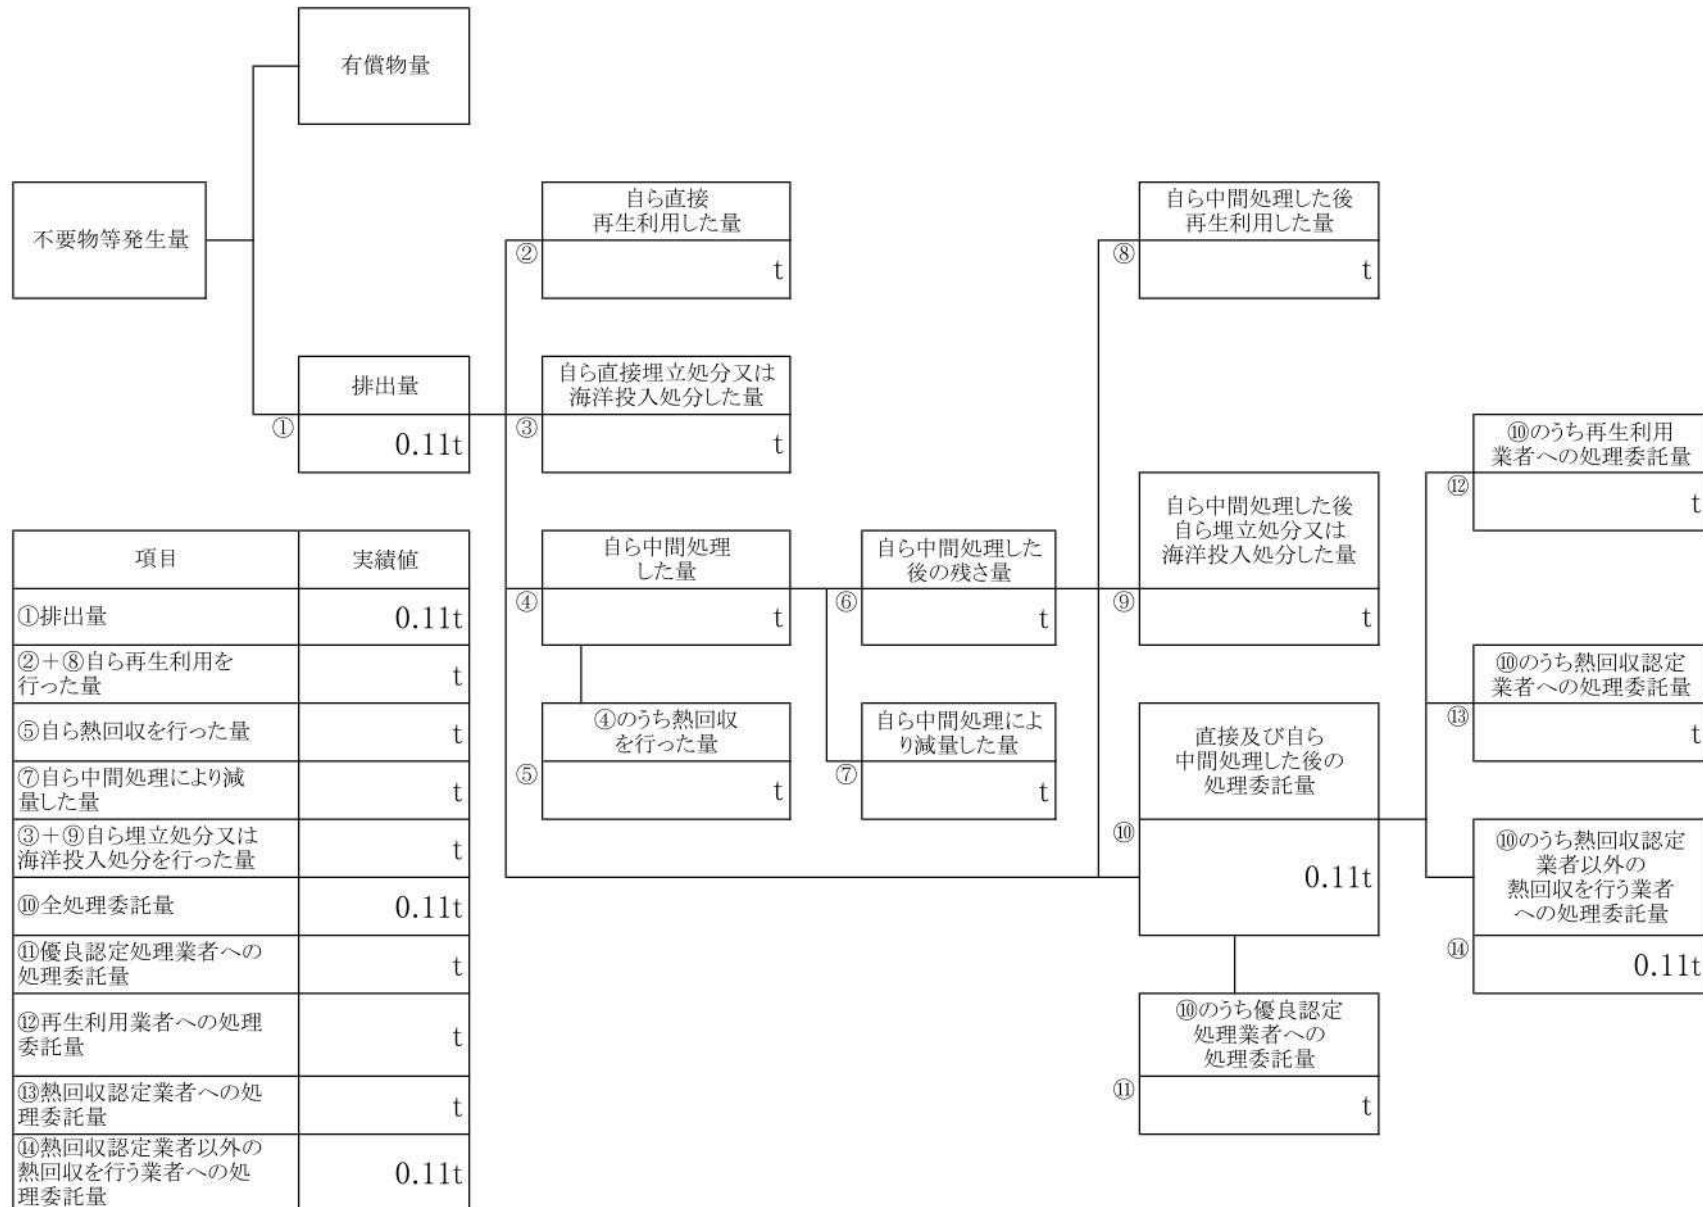 有償物量
不要物等発生量
自ら直接
再生利用した量
②
t
自ら中間処理した後
再生利用した量
⑧
t
排出量
①
0.11t
自ら直接埋立処分又は
海洋投入処分した量
③
t
⑩のうち再生利用
業者への処理委託量
⑫
t
自ら中間処理
した量
④
t
自ら中間処理した
後の残さ量
⑥
t
自ら中間処理した後
自ら埋立処分又は
海洋投入処分した量
⑨
t
⑩のうち熱回収認定
業者への処理委託量
⑬
t
④のうち熱回収
を行った量
⑤
t
自ら中間処理によ
り減量した量
⑦
t
直接及び自ら
中間処理した後の
処理委託量
⑩
0.11t
⑩のうち熱回収認定
業者以外の
熱回収を行う業者
への処理委託量
⑭
0.11t
⑩のうち優良認定
処理業者への
処理委託量
⑪
t
項目 実績値
①排出量 0.11t
②+⑧自ら再生利用を
行った量 t
⑤自ら熱回収を行った量 t
⑦自ら中間処理により減
量した量 t
③+⑨自ら埋立処分又は
海洋投入処分を行った量 t
⑩全処理委託量 0.11t
⑪優良認定処理業者への
処理委託量 t
⑫再生利用業者への処理
委託量 t
⑬熱回収認定業者への処
理委託量 t
⑭熱回収認定業者以外の
熱回収を行う業者への処
理委託量 0.11t